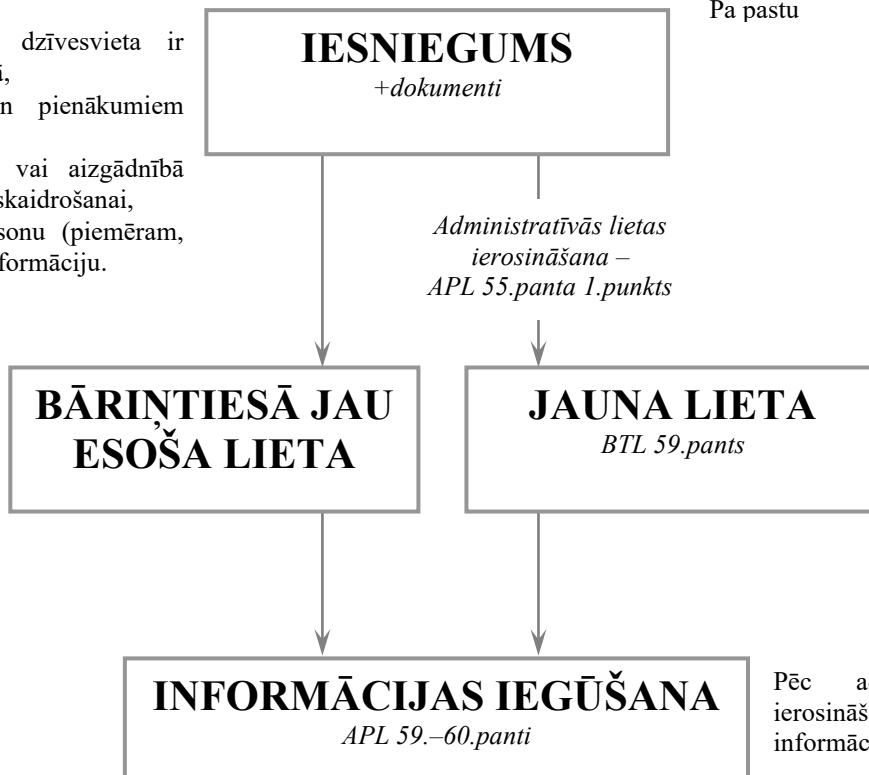 Pa pastu
dzīvesvieta ir
ā,
n pienākumiem
vai aizgādnībā
skaidrošanai,
sonu (piemēram,
formāciju.
IESNIEGUMS
+dokumenti
Administratīvās lietas
ierosināšana –
APL 55.panta 1.punkts
BĀRIŅTIESĀ JAU
ESOŠA LIETA
JAUNA LIETA
BTL 59.pants
INFORMĀCIJAS IEGŪŠANA
APL 59.–60.panti
Pēc a
ierosināš
informāc